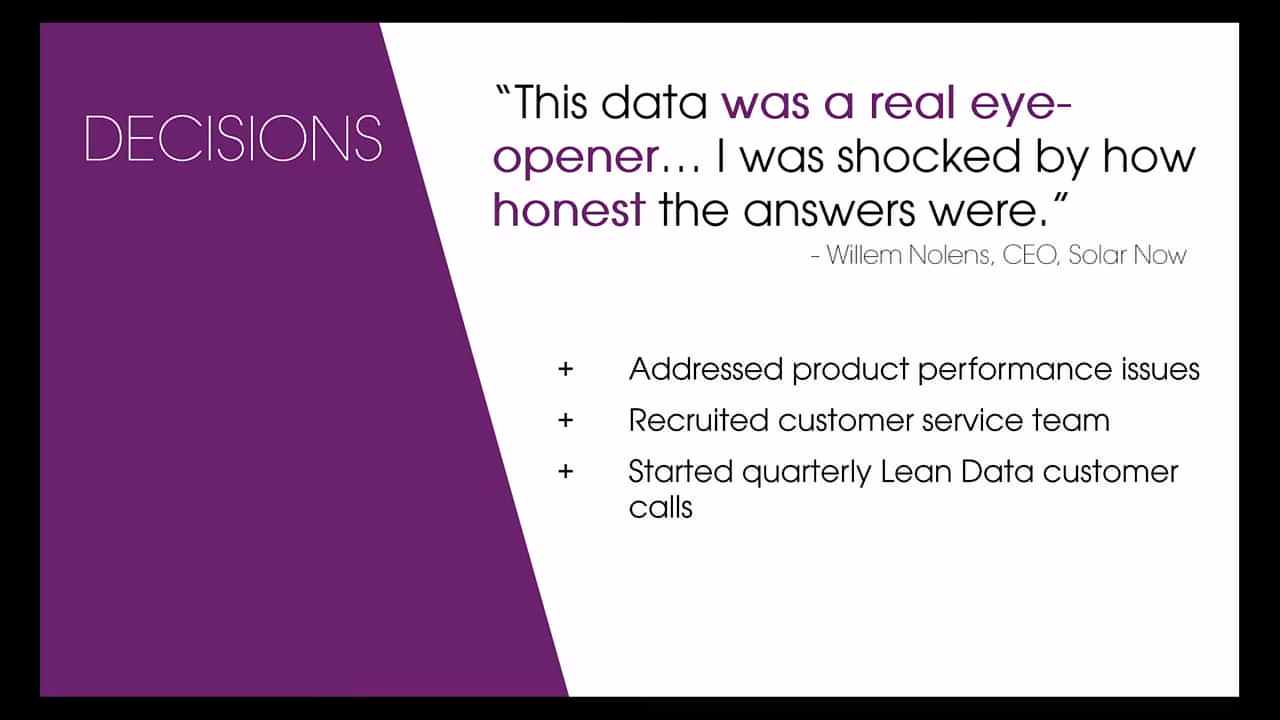 DECISIONS
“This data was a real eye-
opener... I was shocked by how
honest the answers were.”
- Willem Nolens, CEO, Solar Now
+ Addressed product performance issues
+ Recruited customer service team
+ Started quarterly Lean Data customer
calls